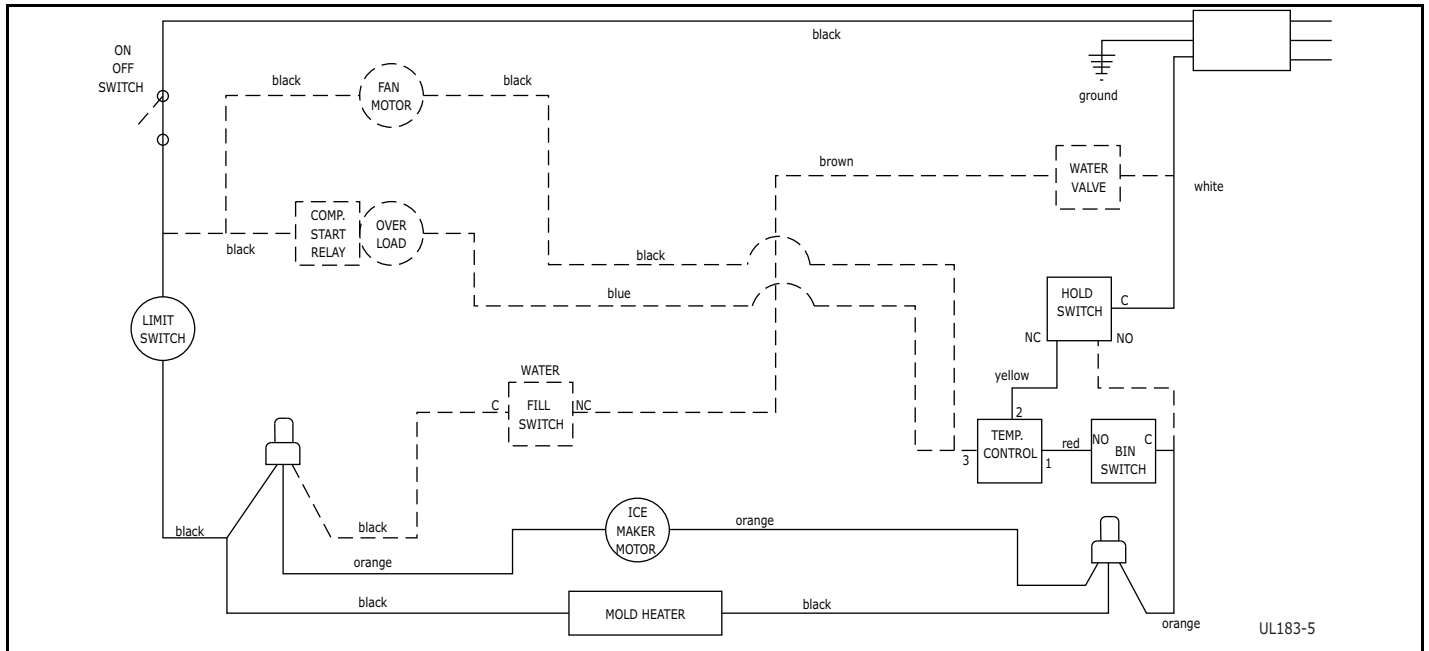 black
ON
OFF
SWITCH
black
FAN
MOTOR
black
ground
brown
WATER
VALVE
white
COMP.
START
RELAY
OVER
LOAD
black
black
blue
HOLD
SWITCH
C
NC
NO
LIMIT
SWITCH
yellow
WATER
C
FILL
SWITCH
NC
2
TEMP.
CONTROL
3
1
red
NO
C
BIN
SWITCH
black
black
ICE
MAKER
MOTOR
orange
orange
black
MOLD HEATER
black
orange
UL183-5